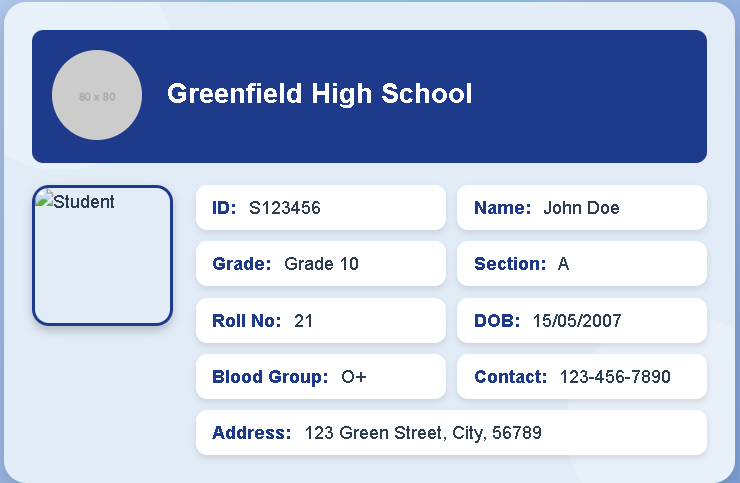 80 x 80
Greenfield High School
Student
ID: S123456
Name: John Doe
Grade: Grade 10
Section: A
Roll No: 21
DOB: 15/05/2007
Blood Group: O+
Contact: 123-456-7890
Address: 123 Green Street, City, 56789